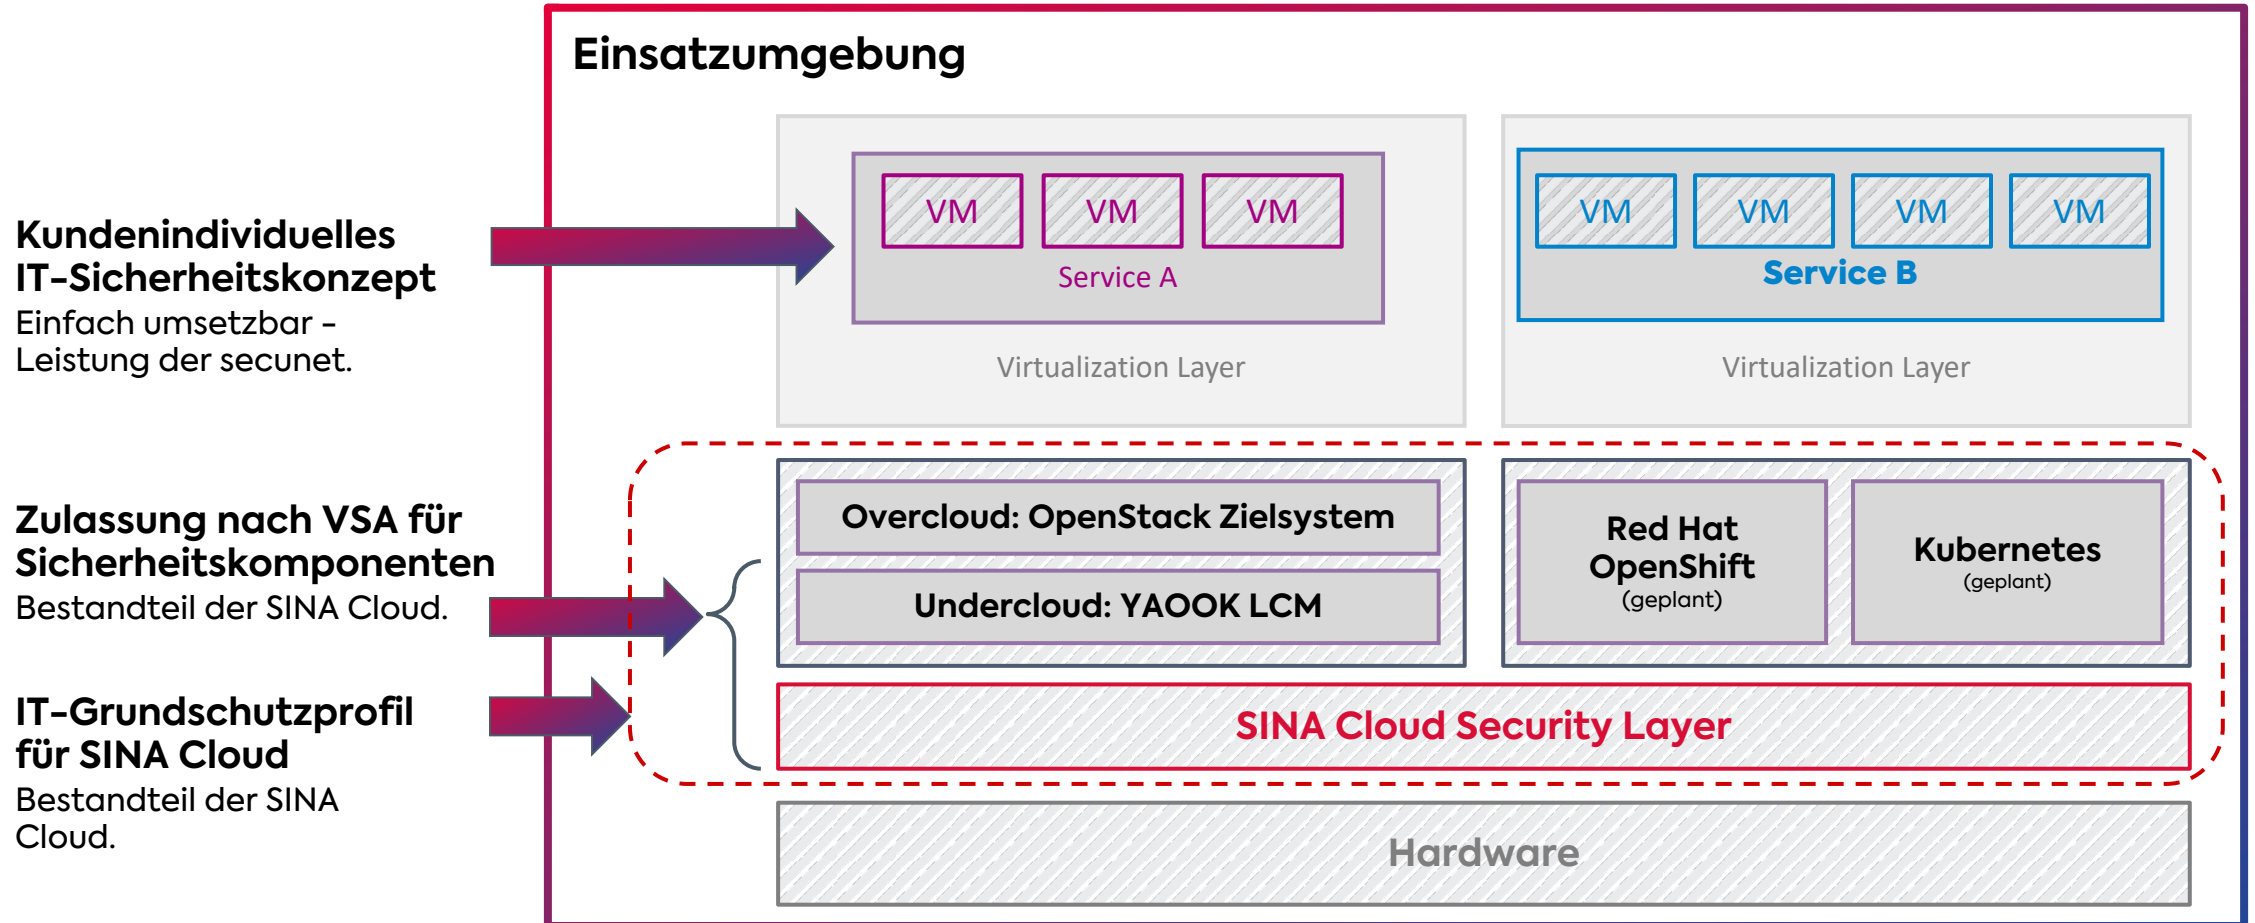 Einsatzumgebung
Kundenindividuelles
IT-Sicherheitskonzept
Einfach umsetzbar -
Leistung der secunet.
Zulassung nach VSA für
Sicherheitskomponenten
Bestandteil der SINA Cloud.
IT-Grundschutzprofil
für SINA Cloud
Bestandteil der SINA
Cloud.
VM VM VM
Service A
Virtualization Layer
VM VM VM VM
Service B
Virtualization Layer
Overcloud: OpenStack Zielsystem
Undercloud: YAOOK LCM
Red Hat
OpenShift
(geplant)
Kubernetes
(geplant)
SINA Cloud Security Layer
Hardware